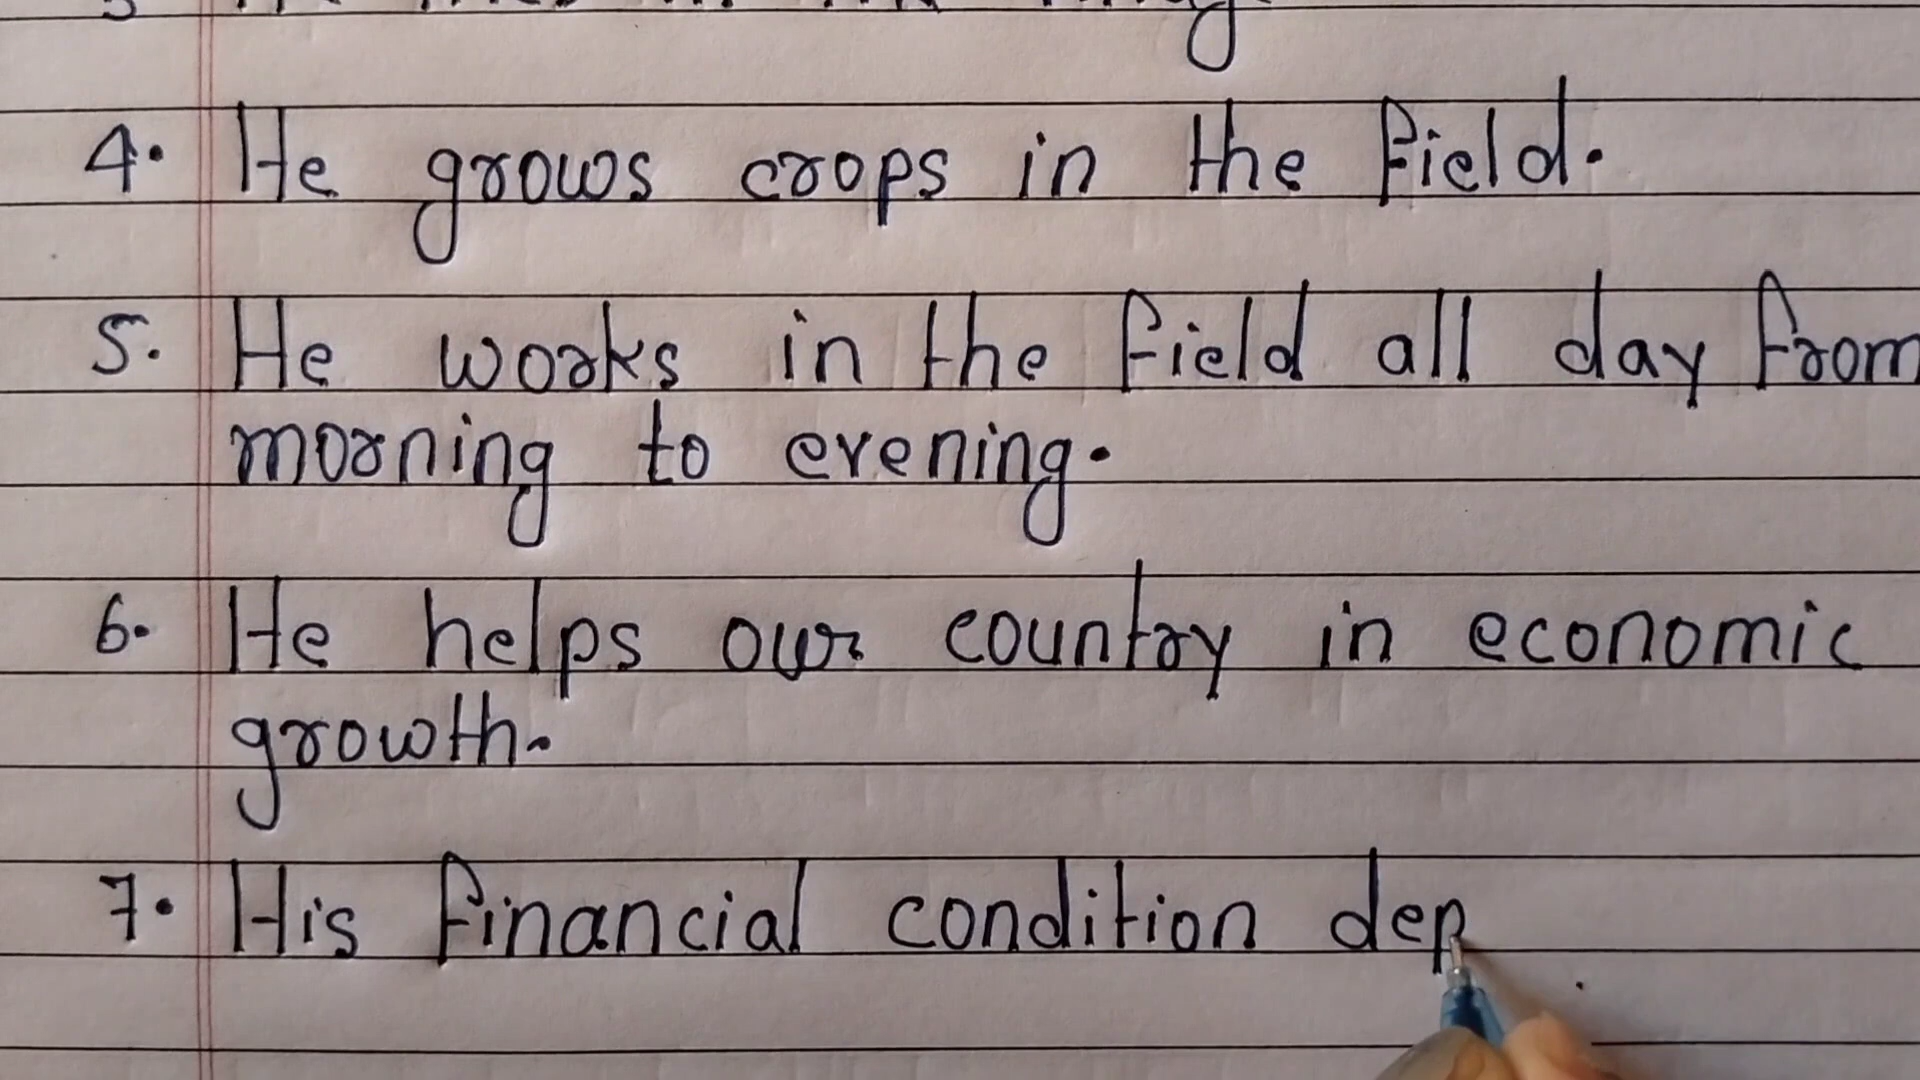 4. He grows crops in the field.
5. He works in the field all day from
morning to evening.
6. He helps our country in economic
growth.
7. His financial condition dep